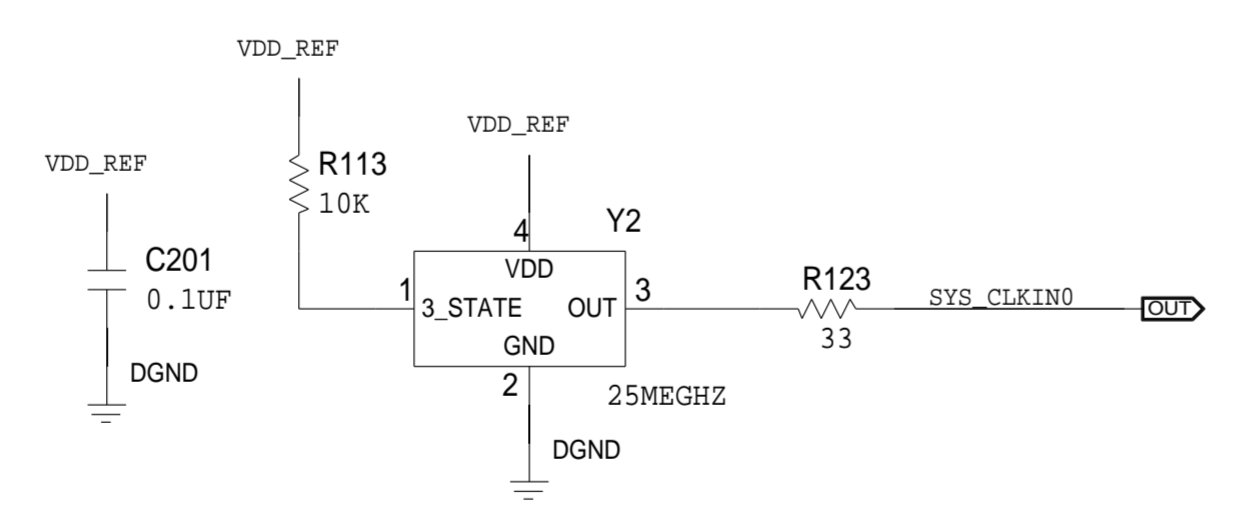 VDD_REF
VDD_REF
VDD_REF
R113
10K
4
Y2
C201
0.1UF
VDD
1
3_STATE
OUT
3
R123
33
SYS_CLKIN0
OUT
GND
DGND
2
25MEGHZ
DGND